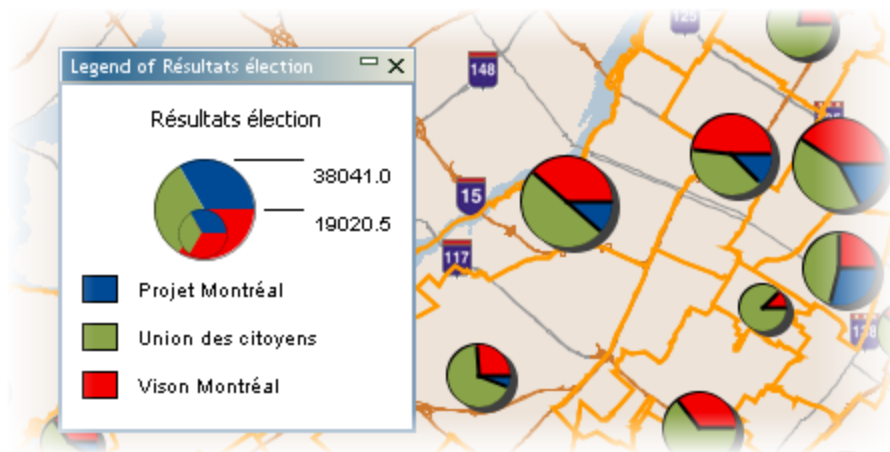 Legend of Résultats élection
Résultats élection
38041.0
19020.5
Projet Montréal
Union des citoyens
Vison Montréal
125
148
15
117